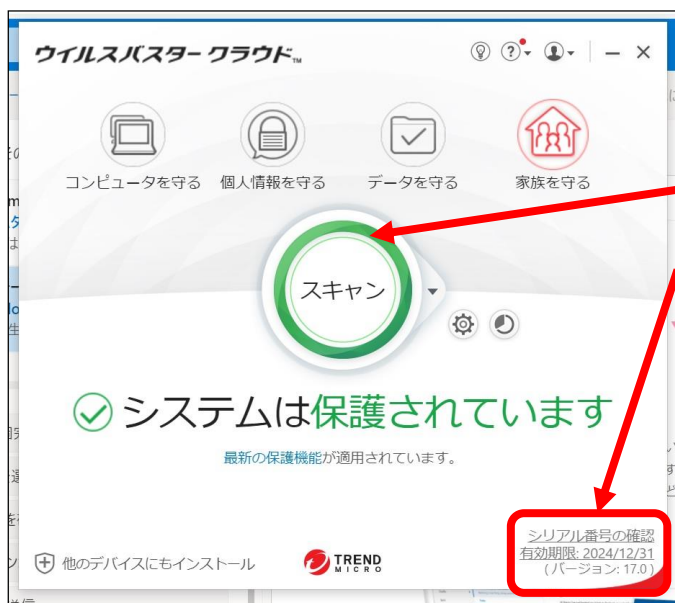 ウイルスバスター クラウド™
コンピュータを守る 個人情報を守る データを守る 家族を守る
スキャン
システムは保護されています
最新の保護機能が適用されています。
シリアル番号の確認
有効期限: 2024/12/31
(バージョン: 17.0)
他のデバイスにもインストール
TREND
MICRO